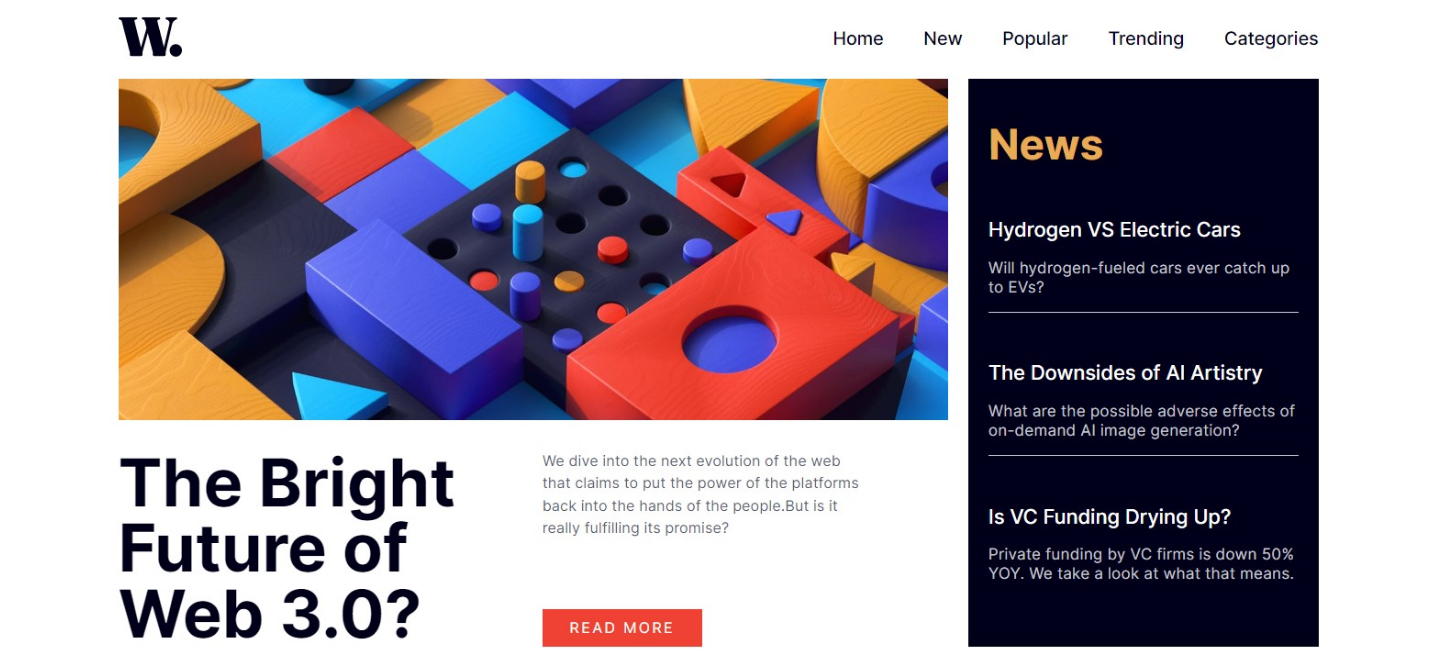 W.
Home New Popular Trending Categories
The Bright
Future of
Web 3.0?
We dive into the next evolution of the web
that claims to put the power of the platforms
back into the hands of the people.But is it
really fulfilling its promise?
READ MORE
News
Hydrogen VS Electric Cars
Will hydrogen-fueled cars ever catch up
to EVs?
The Downsides of AI Artistry
What are the possible adverse effects of
on-demand AI image generation?
Is VC Funding Drying Up?
Private funding by VC firms is down 50%
YOY. We take a look at what that means.